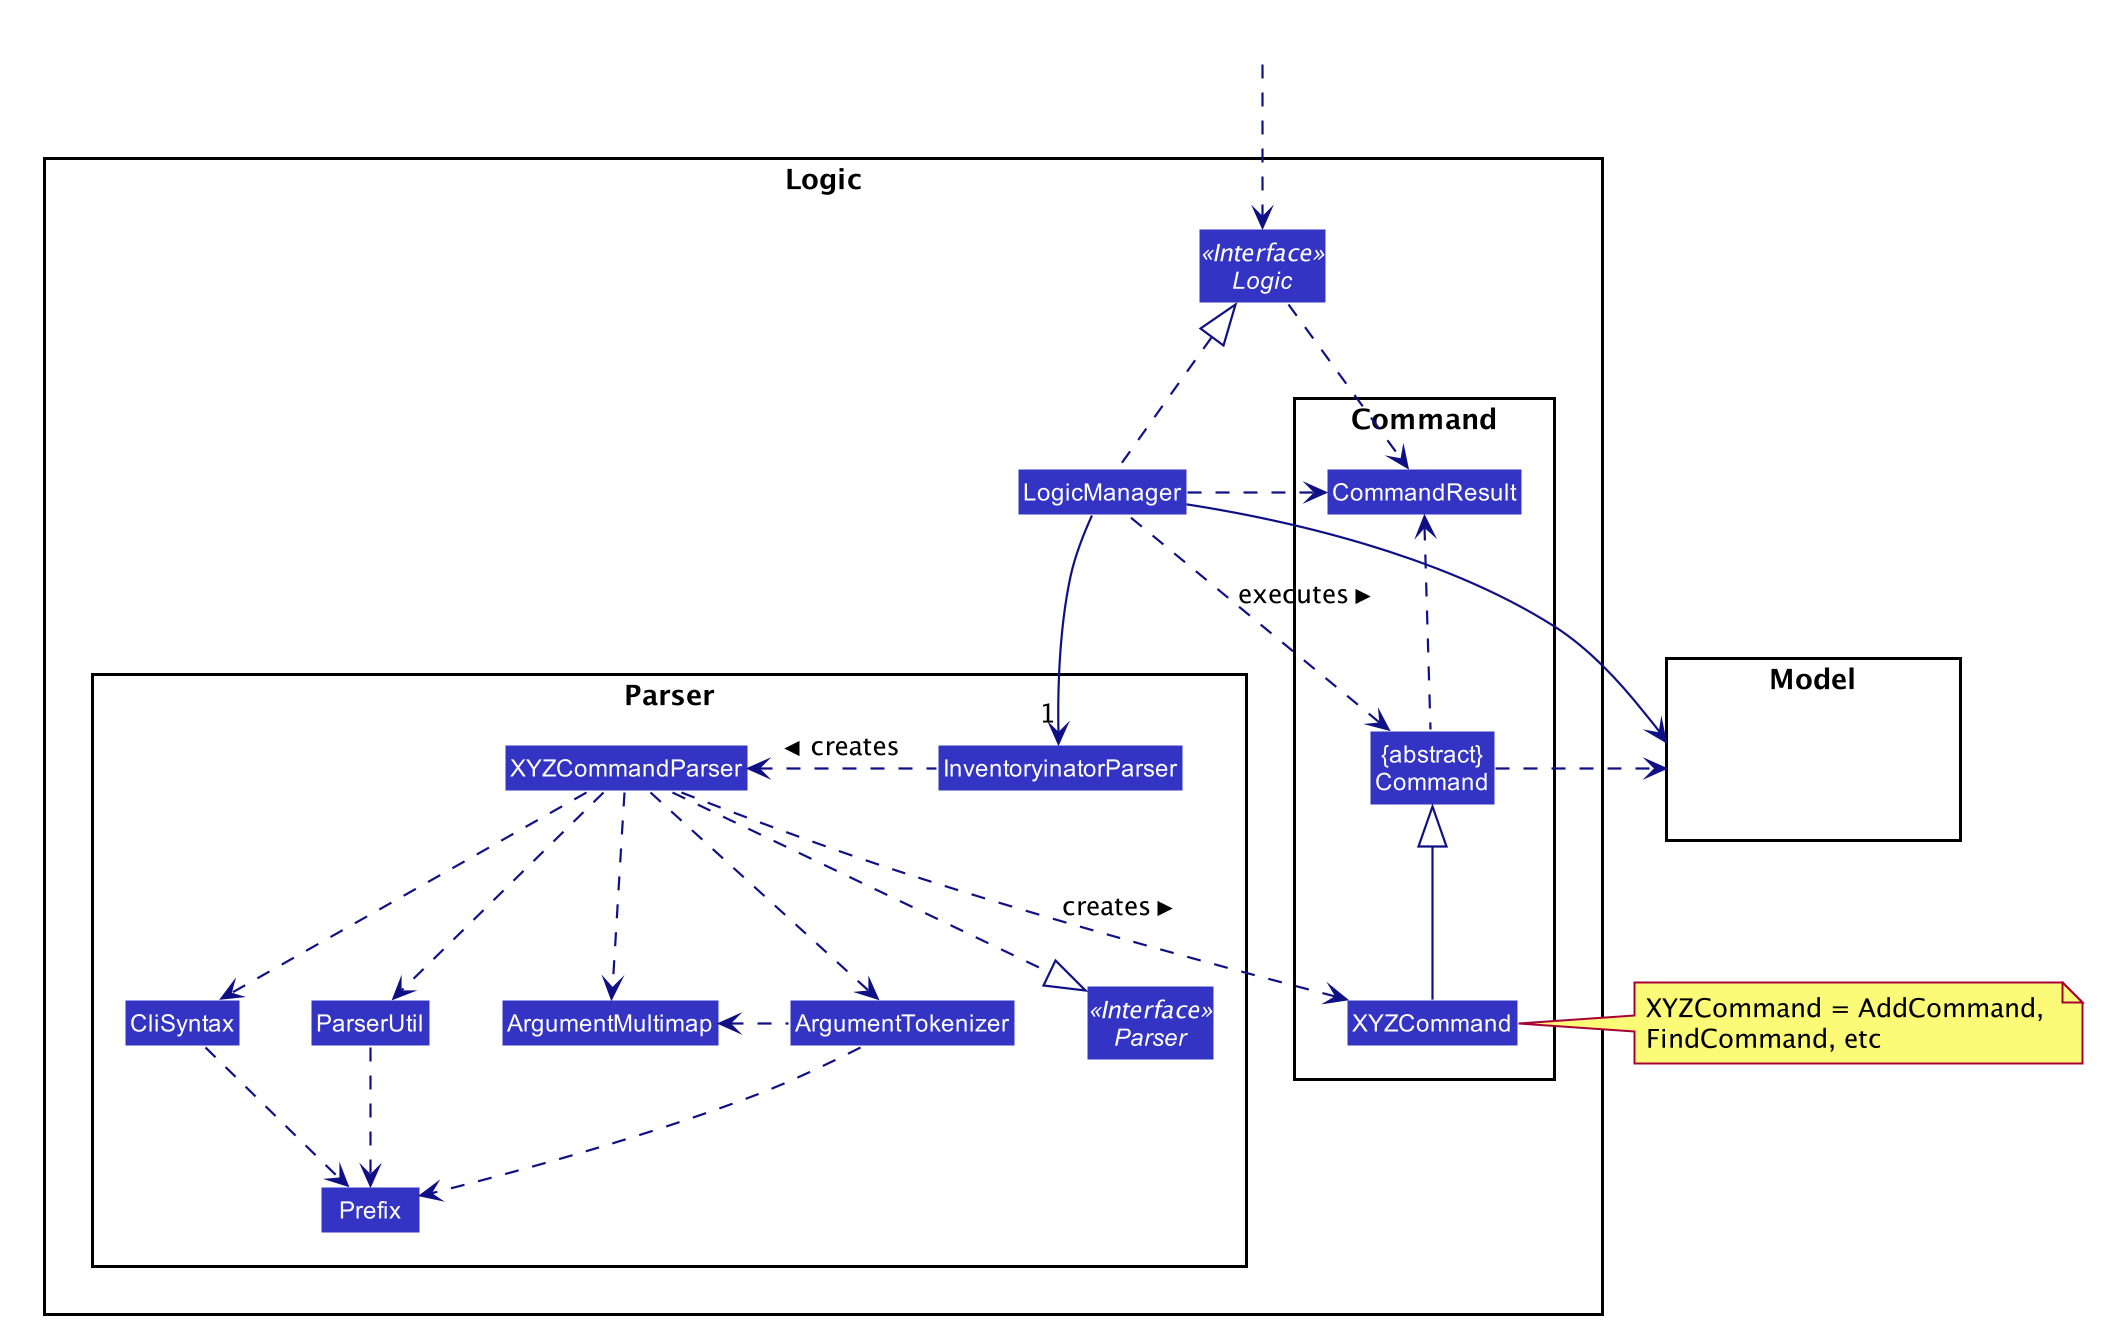 Logic
«Interface»
Logic
Command
LogicManager
CommandResult
executes ►
Model
Parser
1
{abstract}
Command
XYZCommandParser
◄ creates
InventoryinatorParser
creates ►
CliSyntax
ParserUtil
ArgumentMultimap
ArgumentTokenizer
«Interface»
Parser
XYZCommand
XYZCommand = AddCommand,
FindCommand, etc
Prefix